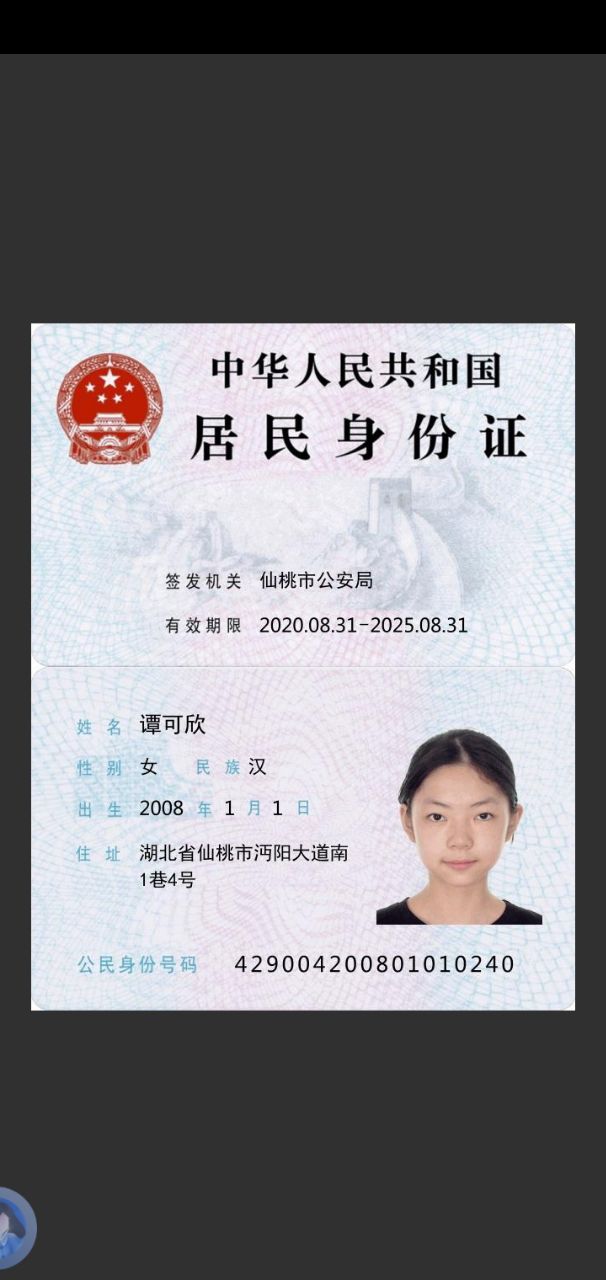 中华人民共和国
居民身份证
签发机关 仙桃市公安局
有效期限 2020.08.31-2025.08.31
姓名 谭可欣
性别 女 民族 汉
出生 2008 年 1 月 1 日
住址 湖北省仙桃市沔阳大道南
1巷4号
公民身份号码 429004200801010240